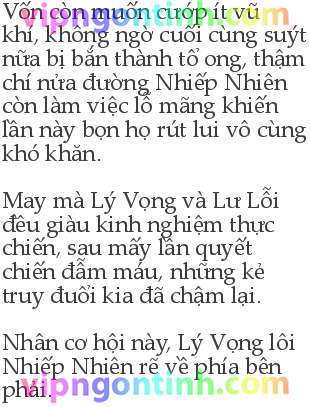 vipngontinh.com
Vốn còn muốn cướp ít vũ
khí, không ngờ cuối cùng suýt
nữa bị bắn thành tổ ong, thậm
chí nửa đường Nhiếp Nhiên
còn làm việc lỗ mãng khiến
lần này bọn họ rút lui vô cùng
khó khăn.
May mà Lý Vọng và Lư Lỗi
đều giàu kinh nghiệm thực
chiến, sau mấy lần quyết
chiến đẫm máu, những kẻ
truy đuổi kia đã chậm lại.
Nhân cơ hội này, Lý Vọng lôi
Nhiếp Nhiên rẽ về phía bên
phải.
vipngontinh.com